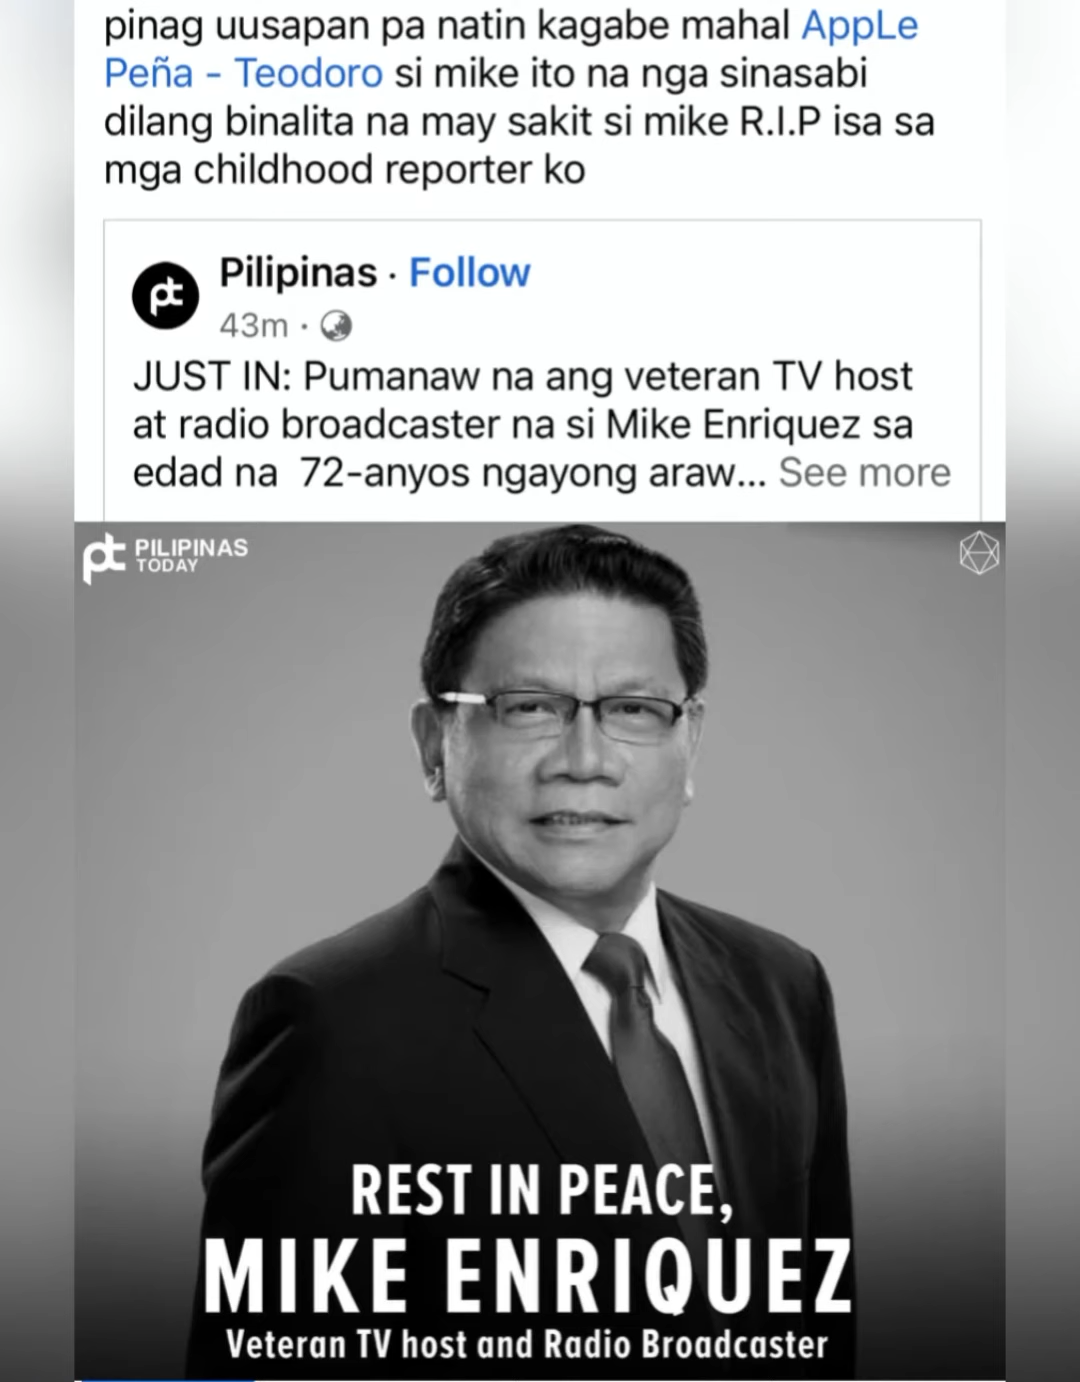 pinag uusapan pa natin kagabe mahal AppLe
Peña - Teodoro si mike ito na nga sinasabi
dilang binalita na may sakit si mike R.I.P isa sa
mga childhood reporter ko
pt
Pilipinas · Follow
43m ·
JUST IN: Pumanaw na ang veteran TV host
at radio broadcaster na si Mike Enriquez sa
edad na 72-anyos ngayong araw... See more
pt PILIPINAS
TODAY
REST IN PEACE,
MIKE ENRIQUEZ
Veteran TV host and Radio Broadcaster